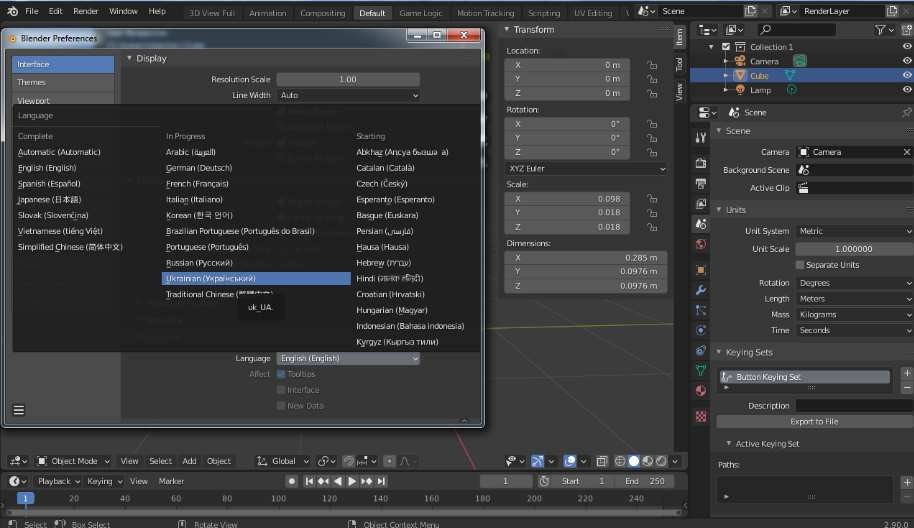 File Edit Render Window Help
3D View Full Animation Compositing Default Game Logic Motion Tracking Scripting UV Editing
Scene
RenderLayer
Blender Preferences
Interface
Themes
Viewport
Display
Resolution Scale 1.00
Line Width Auto
Language
Complete
Automatic (Automatic)
English (English)
Spanish (Español)
Japanese (日本語)
Slovak (Slovenčina)
Vietnamese (tiếng Việt)
Simplified Chinese (简体中文)
In Progress
Arabic (العربية)
German (Deutsch)
French (Français)
Italian (Italiano)
Korean (한국 언어)
Brazilian Portuguese (Português do Brasil)
Portuguese (Português)
Russian (Русский)
Ukrainian (Український)
Traditional Chinese
uk_UA.
Starting
Abkhaz (Аԥсуа бызшәа)
Catalan (Català)
Czech (Český)
Esperanto (Esperanto)
Basque (Euskara)
Persian (فارسی)
Hausa (Hausa)
Hebrew (עברית)
Hindi
Croatian (Hrvatski)
Hungarian (Magyar)
Indonesian (Bahasa indonesia)
Kyrgyz (Кыргыз тили)
Language English (English)
Affect Tooltips
Interface
New Data
Transform
Location:
X 0 m
Y 0 m
Z 0 m
Rotation:
X 0°
Y 0°
Z 0°
XYZ Euler
Scale:
X 0.098
Y 0.018
Z 0.018
Dimensions:
X 0.285 m
Y 0.0976 m
Z 0.0976 m
Item
Tool
View
Collection 1
Camera
Cube
Lamp
Scene
Scene
Camera Camera
Background Scene
Active Clip
Units
Unit System Metric
Unit Scale 1.000000
Separate Units
Rotation Degrees
Length Meters
Mass Kilograms
Time Seconds
Keying Sets
Button Keying Set
Description
Export to File
Active Keying Set
Paths:
Object Mode View Select Add Object Global
Playback Keying View Marker 1 Start 1 End 250
1 20 40 60 80 100 120 140 160 180 200 220 240
Select Box Select Rotate View Object Context Menu 2.90.0